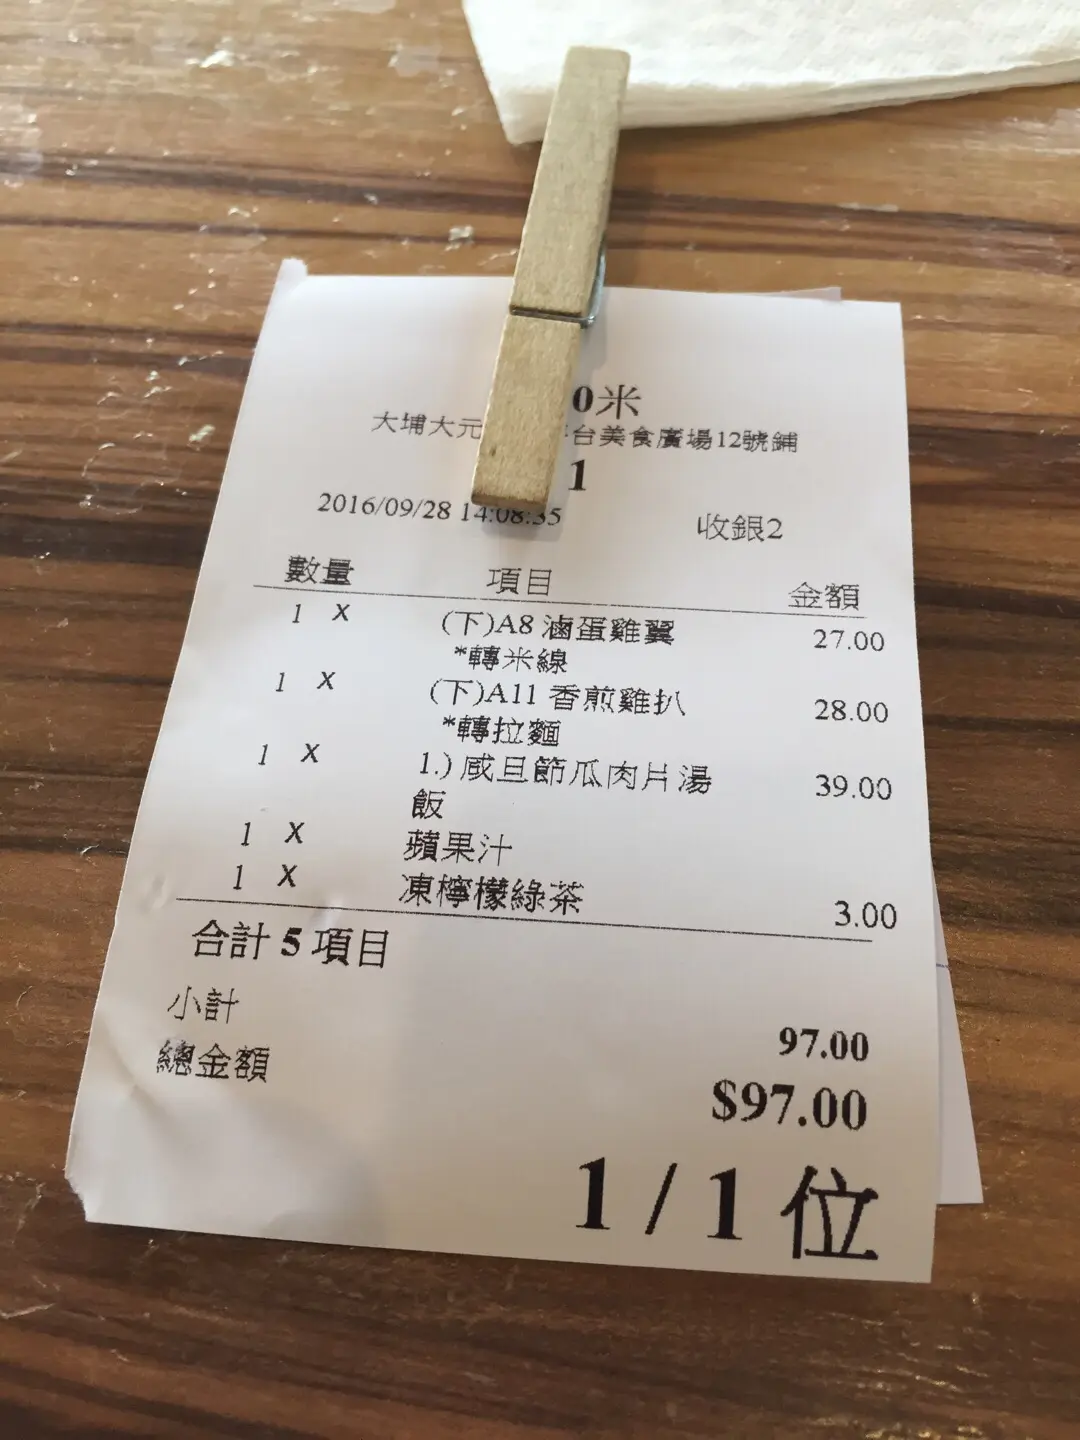 0米
大埔大元 台美食廣場12號鋪
1
2016/09/28 14:08:35 收銀2
數量 項目 金額
1 X (下)A8 滷蛋雞翼 27.00
*轉米線
1 X (下)A11 香煎雞扒 28.00
*轉拉麵
1 X 1.) 咸旦節瓜肉片湯 39.00
飯
1 X 蘋果汁
1 X 凍檸檬綠茶 3.00
合計 5 項目
小計 97.00
總金額 $97.00
1 / 1 位